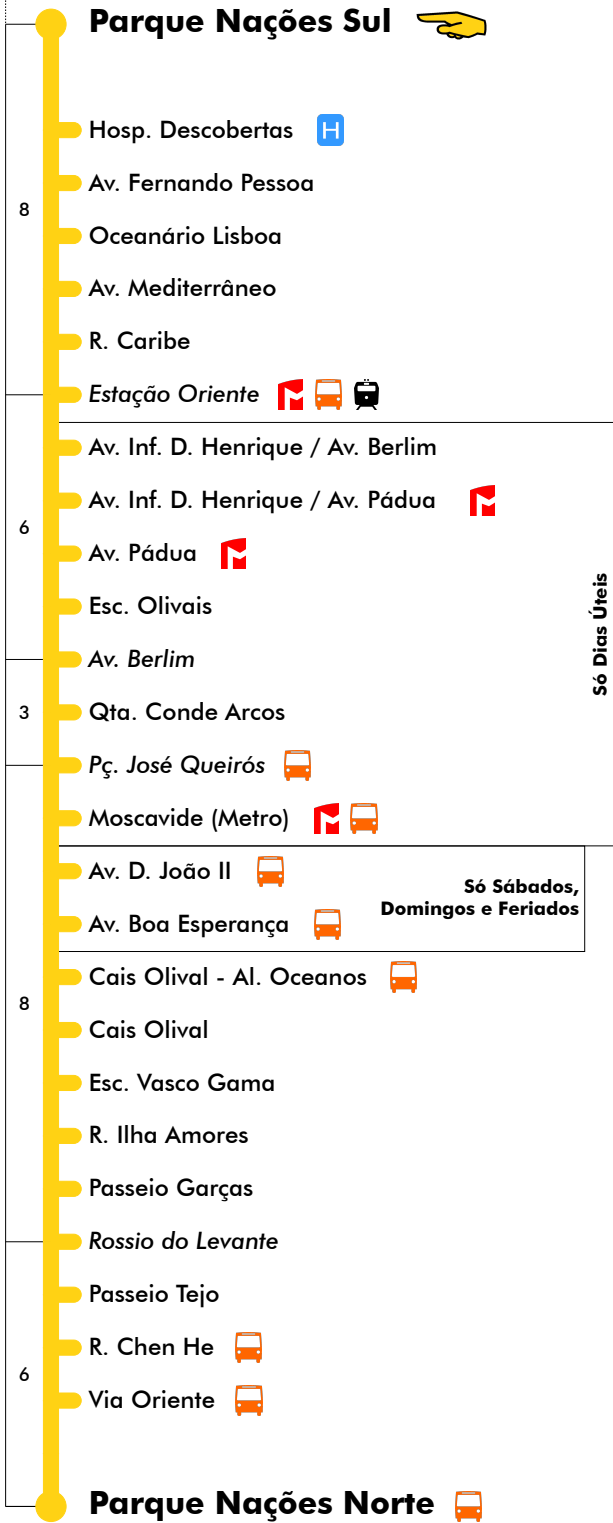 Parque Nações Sul
Hosp. Descobertas H
Av. Fernando Pessoa
8
Oceanário Lisboa
Av. Mediterrâneo
R. Caribe
Estação Oriente
Av. Inf. D. Henrique / Av. Berlim
Av. Inf. D. Henrique / Av. Pádua
6
Av. Pádua
Esc. Olivais
Só Dias Úteis
Av. Berlim
3
Qta. Conde Arcos
Pç. José Queirós
Moscavide (Metro)
Av. D. João II
Só Sábados,
Domingos e Feriados
Av. Boa Esperança
Cais Olival - Al. Oceanos
8
Cais Olival
Esc. Vasco Gama
R. Ilha Amores
Passeio Garças
Rossio do Levante
Passeio Tejo
R. Chen He
6
Via Oriente
Parque Nações Norte